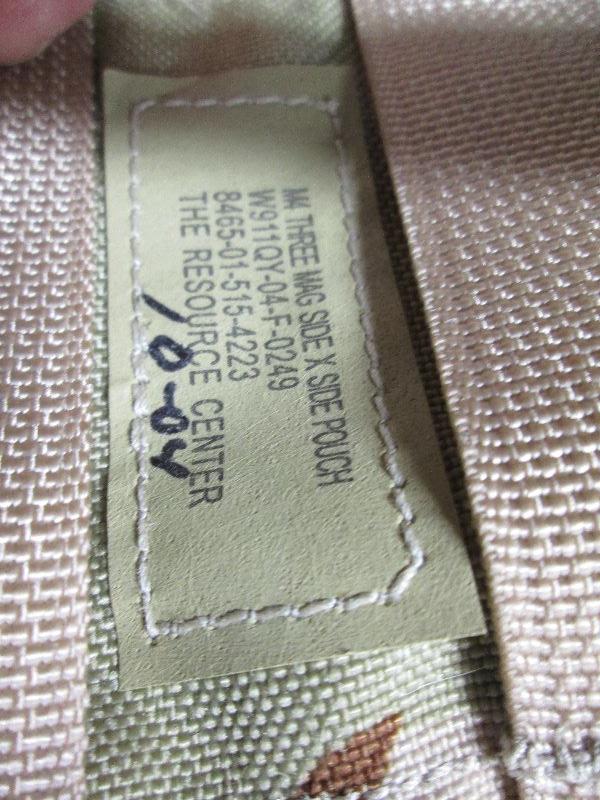 M4 THREE MAG SIDE X SIDE POUCH
W911QY-04-F-0249
8465-01-515-4223
THE RESOURCE CENTER
10-04